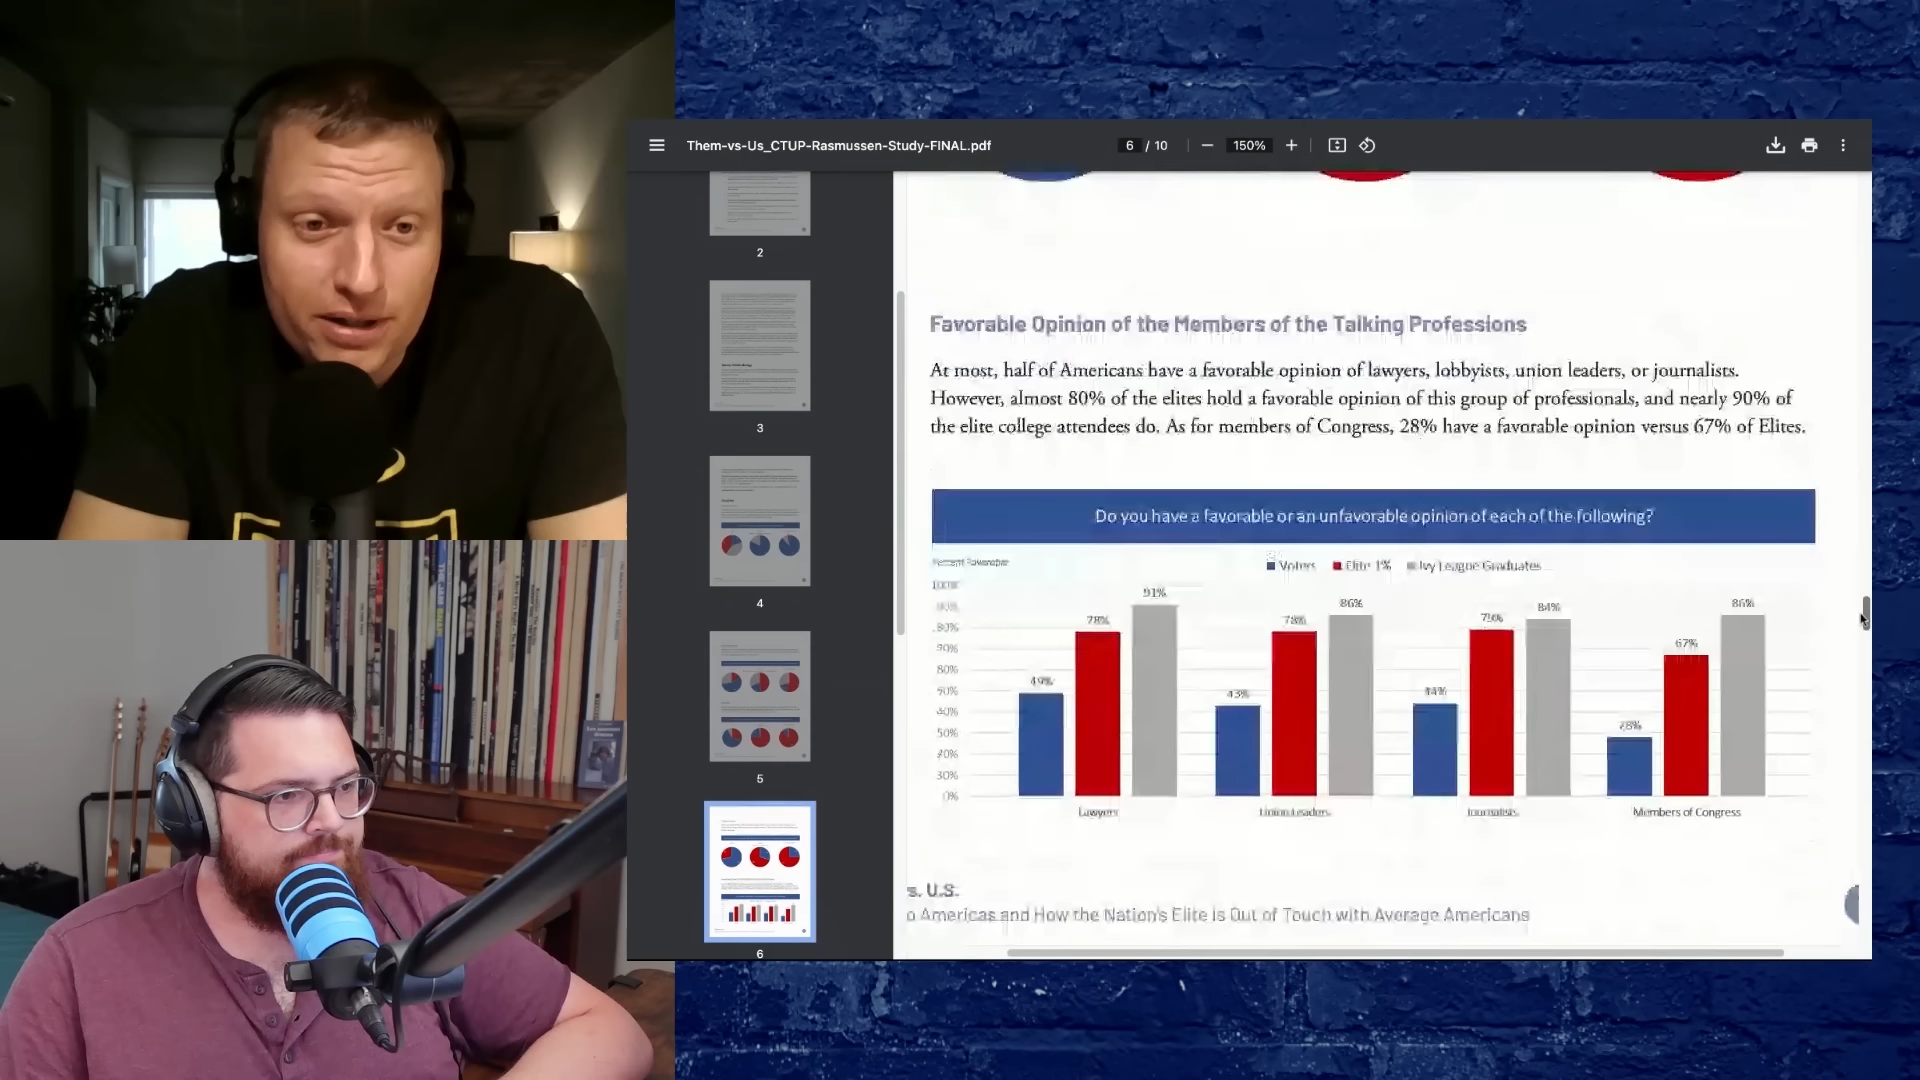 Them-vs-Us_CTUP-Rasmussen-Study-FINAL.pdf
6 / 10
150%
2
3
4
5
6
Favorable Opinion of the Members of the Talking Professions
At most, half of Americans have a favorable opinion of lawyers, lobbyists, union leaders, or journalists.
However, almost 80% of the elites hold a favorable opinion of this group of professionals, and nearly 90% of
the elite college attendees do. As for members of Congress, 28% have a favorable opinion versus 67% of Elites.
Do you have a favorable or an unfavorable opinion of each of the following?
Percent Favorable
Voters
Elite 1%
Ivy League Graduates
100%
80%
60%
0%
49%
78%
91%
43%
78%
86%
44%
79%
84%
28%
67%
86%
Lawyers
Union Leaders
Journalists
Members of Congress
s. U.S.
o Americas and How the Nation's Elite is Out of Touch with Average Americans